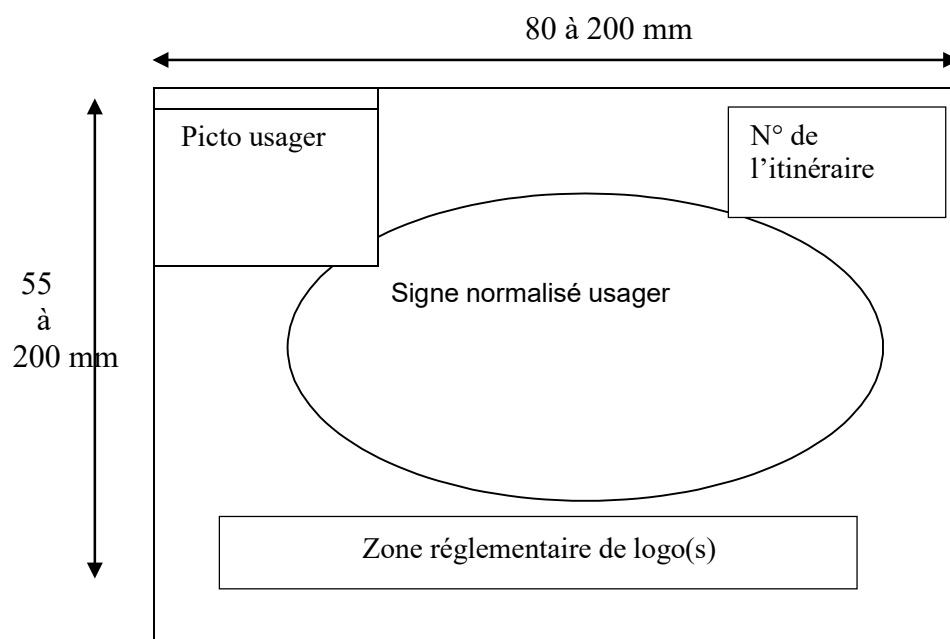 80 à 200 mm
Picto usager
N° de
l'itinéraire
Signe normalisé usager
55
à
200 mm
Zone réglementaire de logo(s)